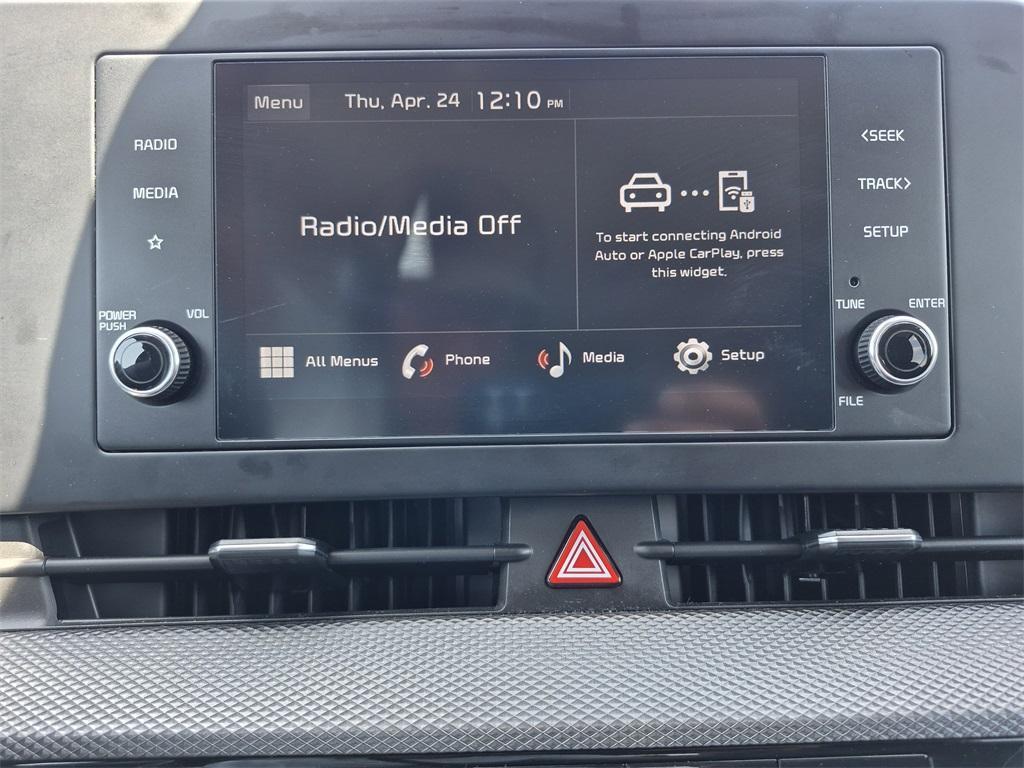 Menu
Thu, Apr. 24 12:10 PM
RADIO
MEDIA
POWER
PUSH
VOL
Radio/Media Off
To start connecting Android
Auto or Apple CarPlay, press
this widget.
All Menus
Phone
Media
Setup
<SEEK
TRACK>
SETUP
TUNE
ENTER
FILE